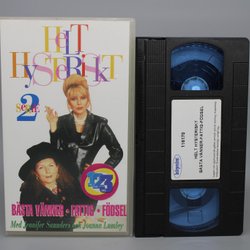 HELT
HYSTERISKT
SERIE
2
BÄSTA VÄNNER • FATTIG • FÖDSEL
Med Jennifer Saunders och Joanna Lumley
119170
HELT HYSTERISKT
BÄSTA VÄNNER-FATTIG-FÖDSEL